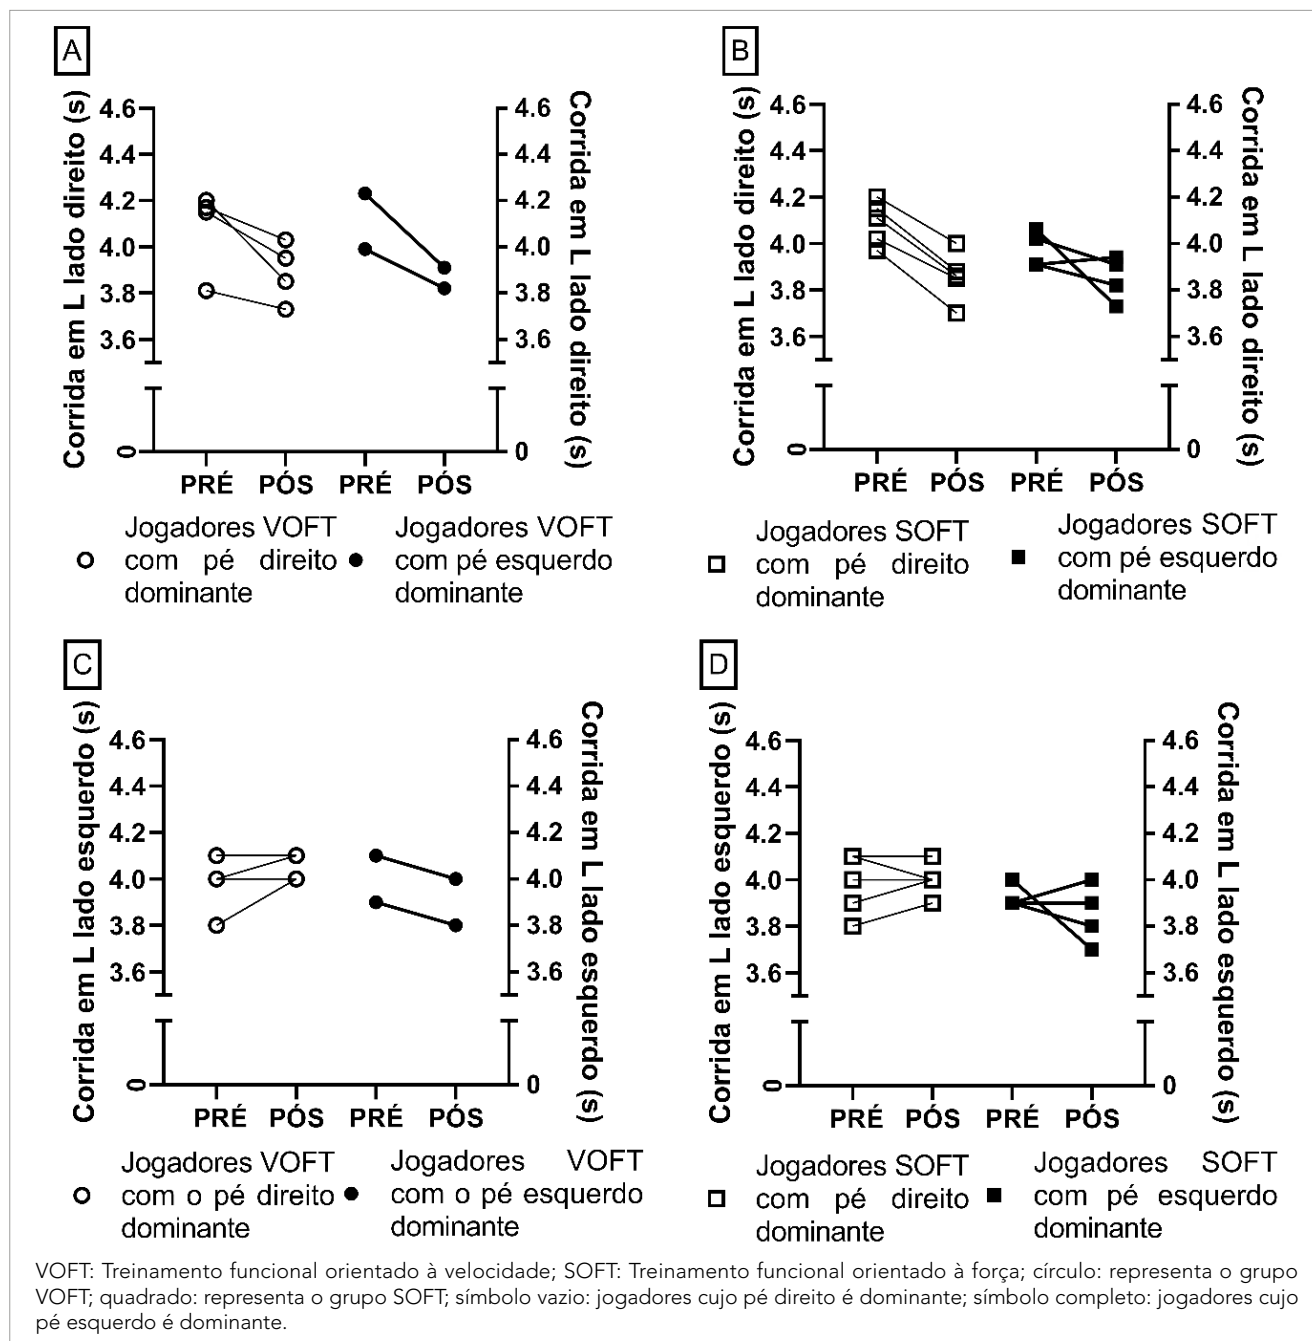 A
Corrida em L lado direito (s)
4.6
4.4
4.2
4.0
3.8
3.6
0
4.6
4.4
4.2
4.0
3.8
3.6
0
Corrida em L lado direito (s)
PRÉ PÓS PRÉ PÓS
Jogadores VOFT
com pé direito
dominante
Jogadores VOFT
com pé esquerdo
dominante
B
Corrida em L lado direito (s)
4.6
4.4
4.2
4.0
3.8
3.6
0
4.6
4.4
4.2
4.0
3.8
3.6
0
Corrida em L lado direito (s)
PRÉ PÓS PRÉ PÓS
Jogadores SOFT
com pé direito
dominante
Jogadores SOFT
com pé esquerdo
dominante
C
Corrida em L lado esquerdo (s)
4.6
4.4
4.2
4.0
3.8
3.6
0
4.6
4.4
4.2
4.0
3.8
3.6
0
Corrida em L lado esquerdo (s)
PRÉ PÓS PRÉ PÓS
Jogadores VOFT
com o pé direito
dominante
Jogadores VOFT
com o pé esquerdo
dominante
D
Corrida em L lado esquerdo (s)
4.6
4.4
4.2
4.0
3.8
3.6
0
4.6
4.4
4.2
4.0
3.8
3.6
0
Corrida em L lado esquerdo (s)
PRÉ PÓS PRÉ PÓS
Jogadores SOFT
com pé direito
dominante
Jogadores SOFT
com pé esquerdo
dominante
VOFT: Treinamento funcional orientado à velocidade; SOFT: Treinamento funcional orientado à força; círculo: representa o grupo
VOFT; quadrado: representa o grupo SOFT; símbolo vazio: jogadores cujo pé direito é dominante; símbolo completo: jogadores cujo
pé esquerdo é dominante.